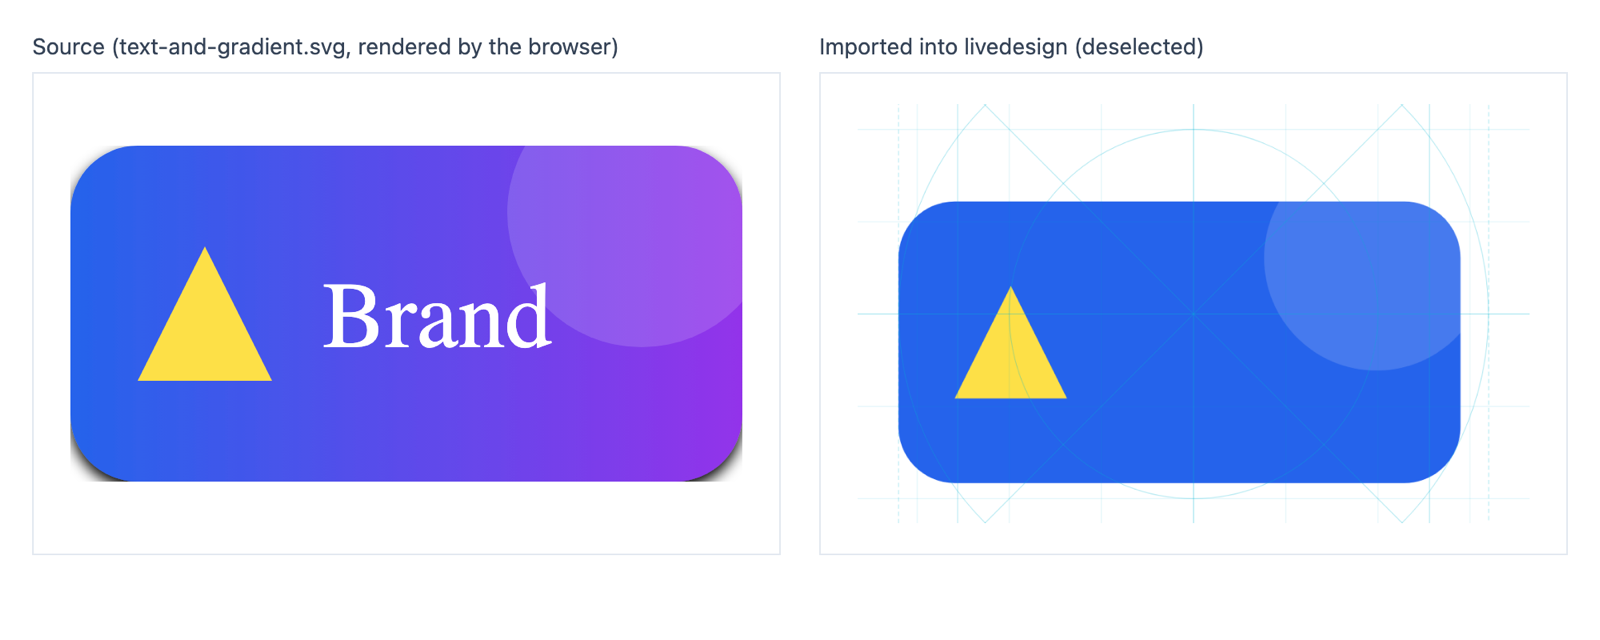 Source (text-and-gradient.svg, rendered by the browser)
Imported into livedesign (deselected)
Brand